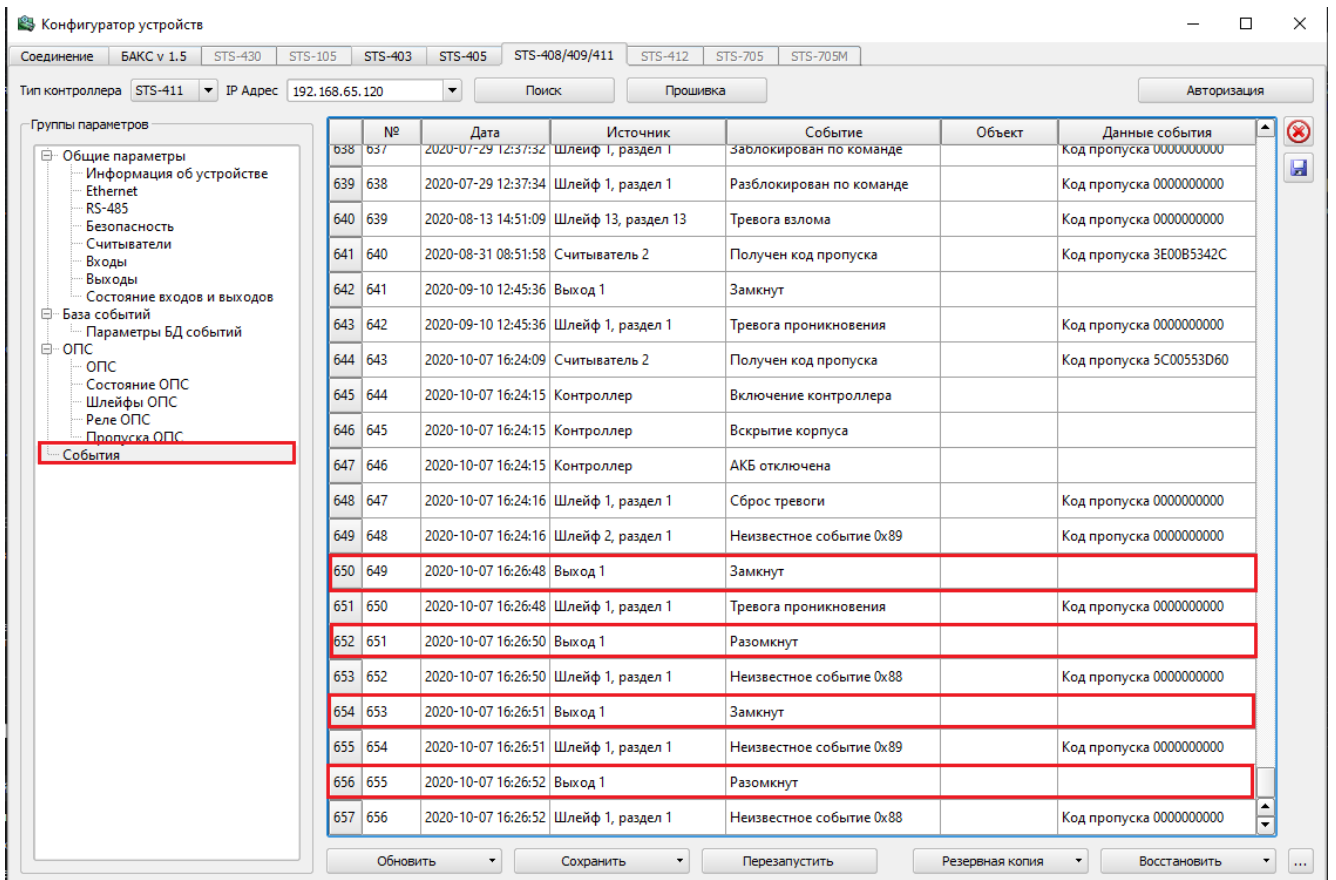 Конфигуратор устройств
Соединение БАКС v 1.5 STS-430 STS-105 STS-403 STS-405 STS-408/409/411 STS-412 STS-705 STS-705M
Тип контроллера STS-411 IP Адрес 192.168.65.120 Поиск Прошивка Авторизация
Группы параметров
Общие параметры
Информация об устройстве
Ethernet
RS-485
Безопасность
Считыватели
Входы
Выходы
Состояние входов и выходов
База событий
Параметры БД событий
ОПС
ОПС
Состояние ОПС
Шлейфы ОПС
Реле ОПС
Пропуска ОПС
События
№ Дата Источник Событие Объект Данные события
638 637 2020-07-29 12:37:32 Шлейф 1, раздел 1 Заблокирован по команде Код пропуска 0000000000
639 638 2020-07-29 12:37:34 Шлейф 1, раздел 1 Разблокирован по команде Код пропуска 0000000000
640 639 2020-08-13 14:51:09 Шлейф 13, раздел 13 Тревога взлома Код пропуска 0000000000
641 640 2020-08-31 08:51:58 Считыватель 2 Получен код пропуска Код пропуска 3E00B5342C
642 641 2020-09-10 12:45:36 Выход 1 Замкнут
643 642 2020-09-10 12:45:36 Шлейф 1, раздел 1 Тревога проникновения Код пропуска 0000000000
644 643 2020-10-07 16:24:09 Считыватель 2 Получен код пропуска Код пропуска 5C00553D60
645 644 2020-10-07 16:24:15 Контроллер Включение контроллера
646 645 2020-10-07 16:24:15 Контроллер Вскрытие корпуса
647 646 2020-10-07 16:24:15 Контроллер АКБ отключена
648 647 2020-10-07 16:24:16 Шлейф 1, раздел 1 Сброс тревоги Код пропуска 0000000000
649 648 2020-10-07 16:24:16 Шлейф 2, раздел 1 Неизвестное событие 0x89 Код пропуска 0000000000
650 649 2020-10-07 16:26:48 Выход 1 Замкнут
651 650 2020-10-07 16:26:48 Шлейф 1, раздел 1 Тревога проникновения Код пропуска 0000000000
652 651 2020-10-07 16:26:50 Выход 1 Разомкнут
653 652 2020-10-07 16:26:50 Шлейф 1, раздел 1 Неизвестное событие 0x88 Код пропуска 0000000000
654 653 2020-10-07 16:26:51 Выход 1 Замкнут
655 654 2020-10-07 16:26:51 Шлейф 1, раздел 1 Неизвестное событие 0x89 Код пропуска 0000000000
656 655 2020-10-07 16:26:52 Выход 1 Разомкнут
657 656 2020-10-07 16:26:52 Шлейф 1, раздел 1 Неизвестное событие 0x88 Код пропуска 0000000000
Обновить Сохранить Перезапустить Резервная копия Восстановить ...